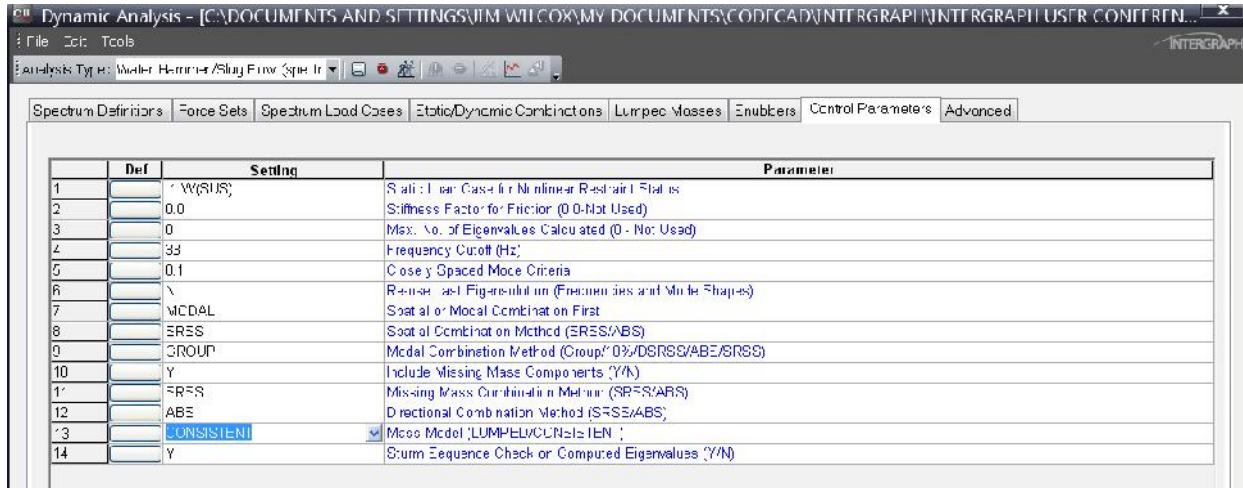 Dynamic Analysis - [C:\DOCUMENTS AND SETTINGS\JIM WILCOX\MY DOCUMENTS\CODECAD\INTERGRAPH\INTERGRAPH USER CONFEREN...
File Edit Tools
INTERGRAPH
Analysis Type: Water Hammer/Slug Flow (spectr
Spectrum Definitions Force Sets Spectrum Load Cases Static/Dynamic Combinations Lumped Masses Snubbers Control Parameters Advanced
Def Setting Parameter
1 1 W(SUS) Static Load Case for Nonlinear Restraint Status
2 0.0 Stiffness Factor for Friction (0.0-Not Used)
3 0 Max. No. of Eigenvalues Calculated (0 - Not Used)
4 33 Frequency Cutoff (Hz)
5 0.1 Closely Spaced Mode Criteria
6 N Re-use Last Eigensolution (Frequencies and Mode Shapes)
7 MODAL Spatial or Modal Combination First
8 SRSS Spatial Combination Method (SRSS/ABS)
9 GROUP Modal Combination Method (Group/10%/DSRSS/ABS/SRSS)
10 Y Include Missing Mass Components (Y/N)
11 SRSS Missing Mass Combination Method (SRSS/ABS)
12 ABS Directional Combination Method (SRSS/ABS)
13 CONSISTENT Mass Model (LUMPED/CONSISTENT)
14 Y Sturm Sequence Check on Computed Eigenvalues (Y/N)